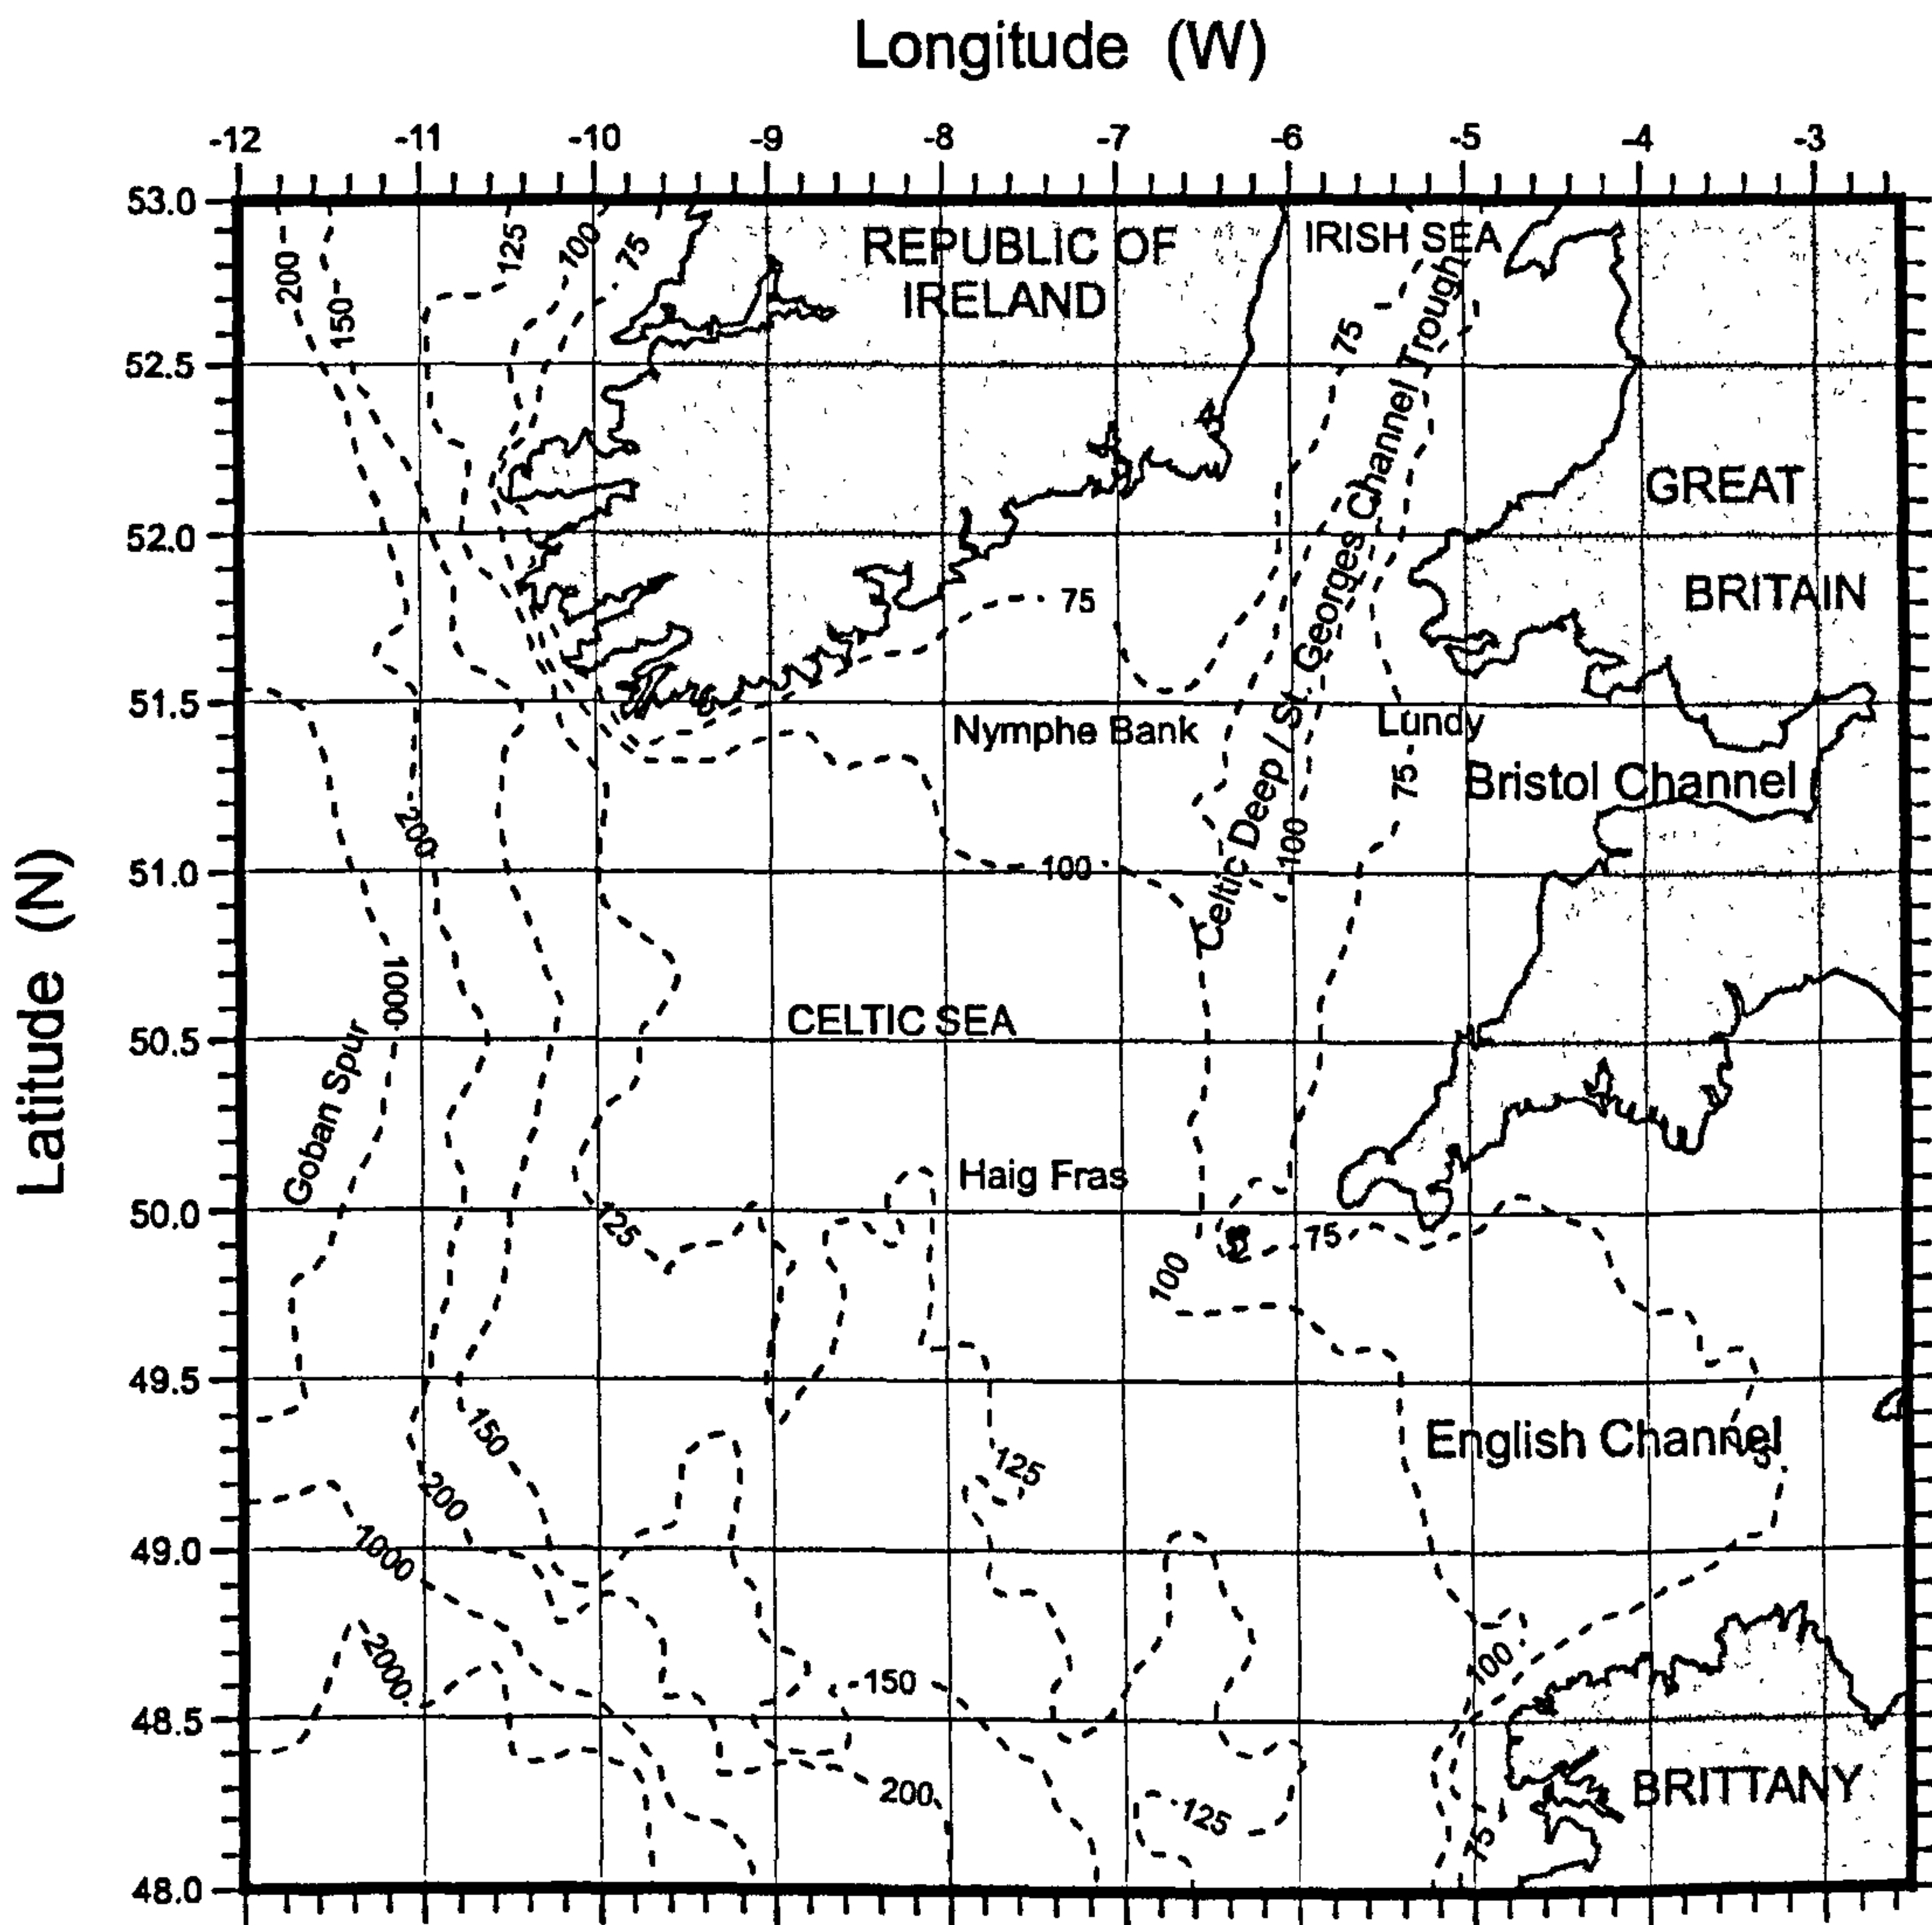 Longitude (W)
-12 -11 -10 -9 -8 -7 -6 -5 -4 -3
53.0
52.5
52.0
51.5
51.0
50.5
50.0
49.5
49.0
48.5
48.0
Latitude (N)
200
150
125
100
75
REPUBLIC OF
IRELAND
IRISH SEA
75
GREAT
BRITAIN
75
Celtic Deep / St. Georges Channel Trough
Nymphe Bank
Lundy
75
Bristol Channel
200
100
100
1000
CELTIC SEA
Goban Spur
Haig Fras
125
75
100
150
125
English Channel
200
1000
2000
150
100
200
125
BRITTANY
75